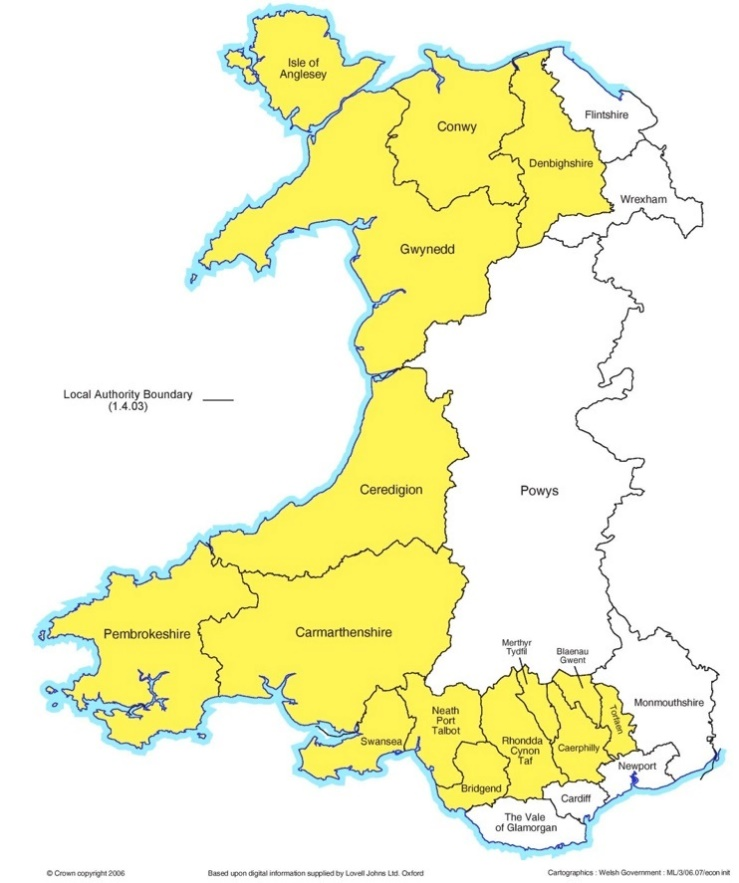 Isle of
Anglesey
Conwy
Flintshire
Denbighshire
Wrexham
Gwynedd
Local Authority Boundary
(1.4.03)
Ceredigion
Powys
Pembrokeshire
Carmarthenshire
Merthyr
Tydfil
Blaenau
Gwent
Monmouthshire
Neath
Port
Talbot
Swansea
Rhondda
Cynon
Taf
Caerphilly
Torfaen
Newport
Bridgend
Cardiff
The Vale
of Glamorgan
© Crown copyright 2006
Based upon digital information supplied by Lovell Johns Ltd. Oxford
Cartographics : Welsh Government : ML/3/06.07/econ init